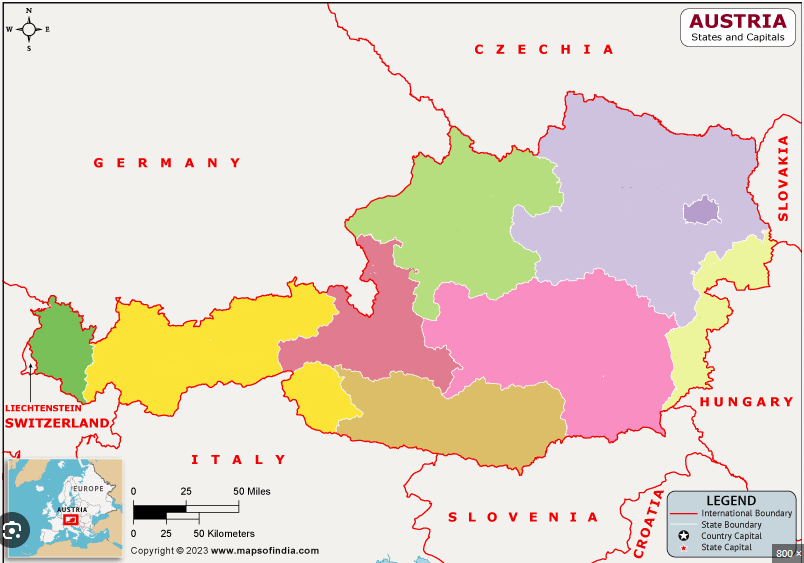 N
W E
S
AUSTRIA
States and Capitals
CZECHIA
GERMANY
SLOVAKIA
LIECHTENSTEIN
SWITZERLAND
HUNGARY
ITALY
SLOVENIA
CROATIA
EUROPE
AUSTRIA
0 25 50 Miles
0 25 50 Kilometers
Copyright © 2023 www.mapsofindia.com
LEGEND
International Boundary
State Boundary
Country Capital
State Capital
800 ×